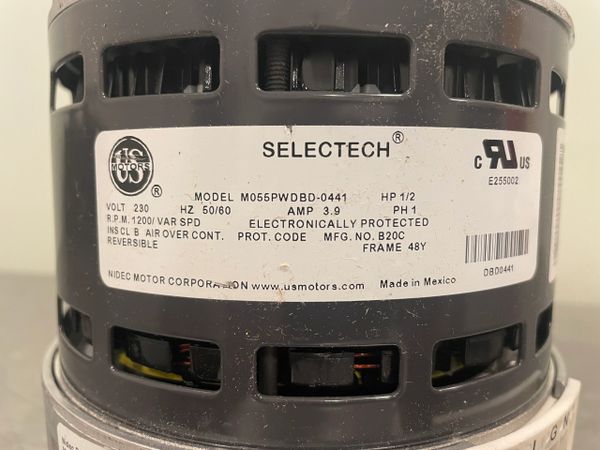 SELECTECH®
US
MOTORS
®
C RU US
E255002
MODEL M055PWDBD-0441 HP 1/2
VOLT 230 HZ 50/60 AMP 3.9 PH 1
R.P.M. 1200/VAR SPD ELECTRONICALLY PROTECTED
INS CL B AIR OVER CONT. PROT. CODE MFG. NO. B20C
REVERSIBLE FRAME 48Y
NIDEC MOTOR CORPORATION www.usmotors.com Made in Mexico
DBD0441
I G N